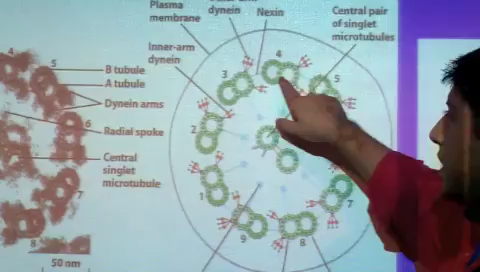 Plasma
membrane
dynein
Nexin
Central pair
of singlet
microtubules
Inner-arm
dynein
4
5
B tubule
A tubule
Dynein arms
6
Radial spoke
Central
singlet
microtubule
7
8
50 nm
4
3
5
2
1
7
9
8